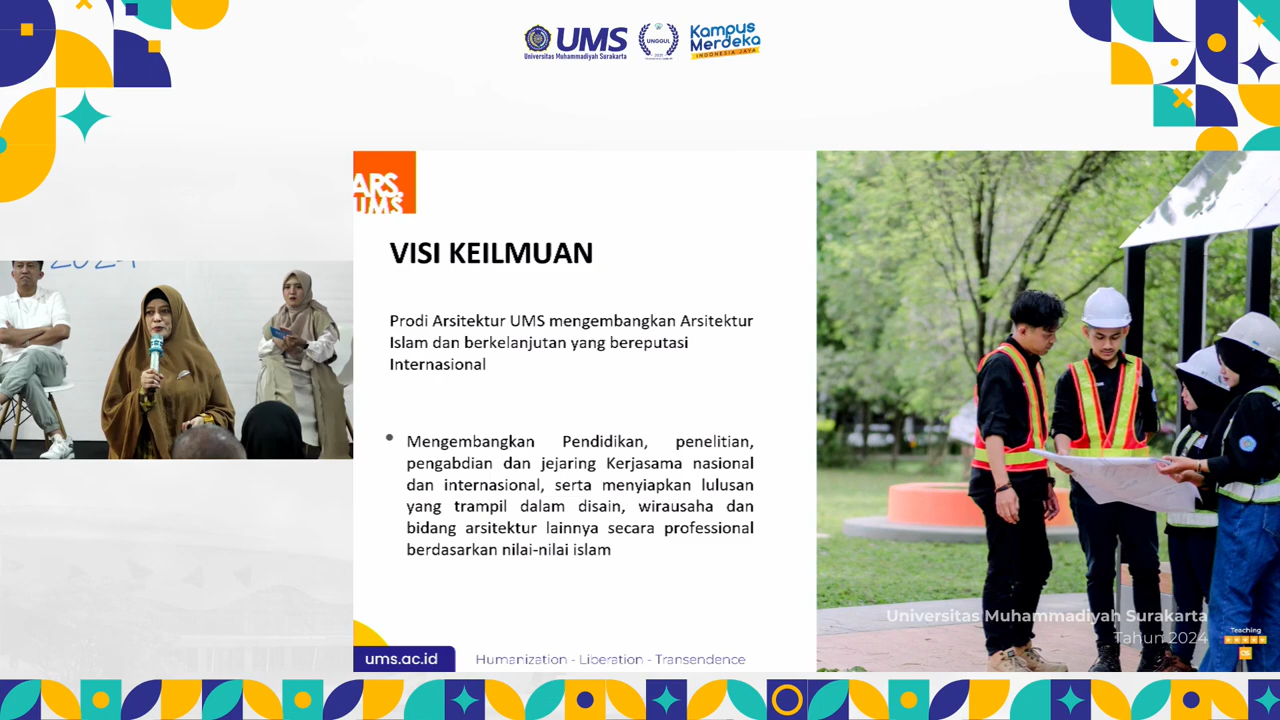 UMS
Universitas Muhammadiyah Surakarta
UNGGUL
Kampus
Merdeka
INDONESIA JAYA
ARS
UMS
2024
VISI KEILMUAN
Prodi Arsitektur UMS mengembangkan Arsitektur
Islam dan berkelanjutan yang bereputasi
Internasional
• Mengembangkan Pendidikan, penelitian,
pengabdian dan jejaring Kerjasama nasional
dan internasional, serta menyiapkan lulusan
yang trampil dalam disain, wirausaha dan
bidang arsitektur lainnya secara professional
berdasarkan nilai-nilai islam
Universitas Muhammadiyah Surakarta
Tahun 2024
Teaching
ums.ac.id
Humanization - Liberation - Transendence